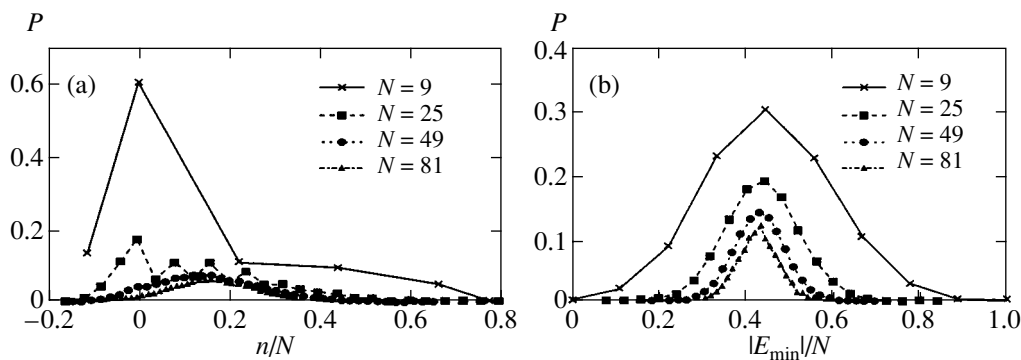 P
(a)
N = 9
N = 25
N = 49
N = 81
0.6
0.4
0.2
0
−0.2 0 0.2 0.4 0.6 0.8
n/N
P
0.4
(b)
N = 9
N = 25
N = 49
N = 81
0.3
0.2
0.1
0
0 0.2 0.4 0.6 0.8 1.0
|E_min|/N